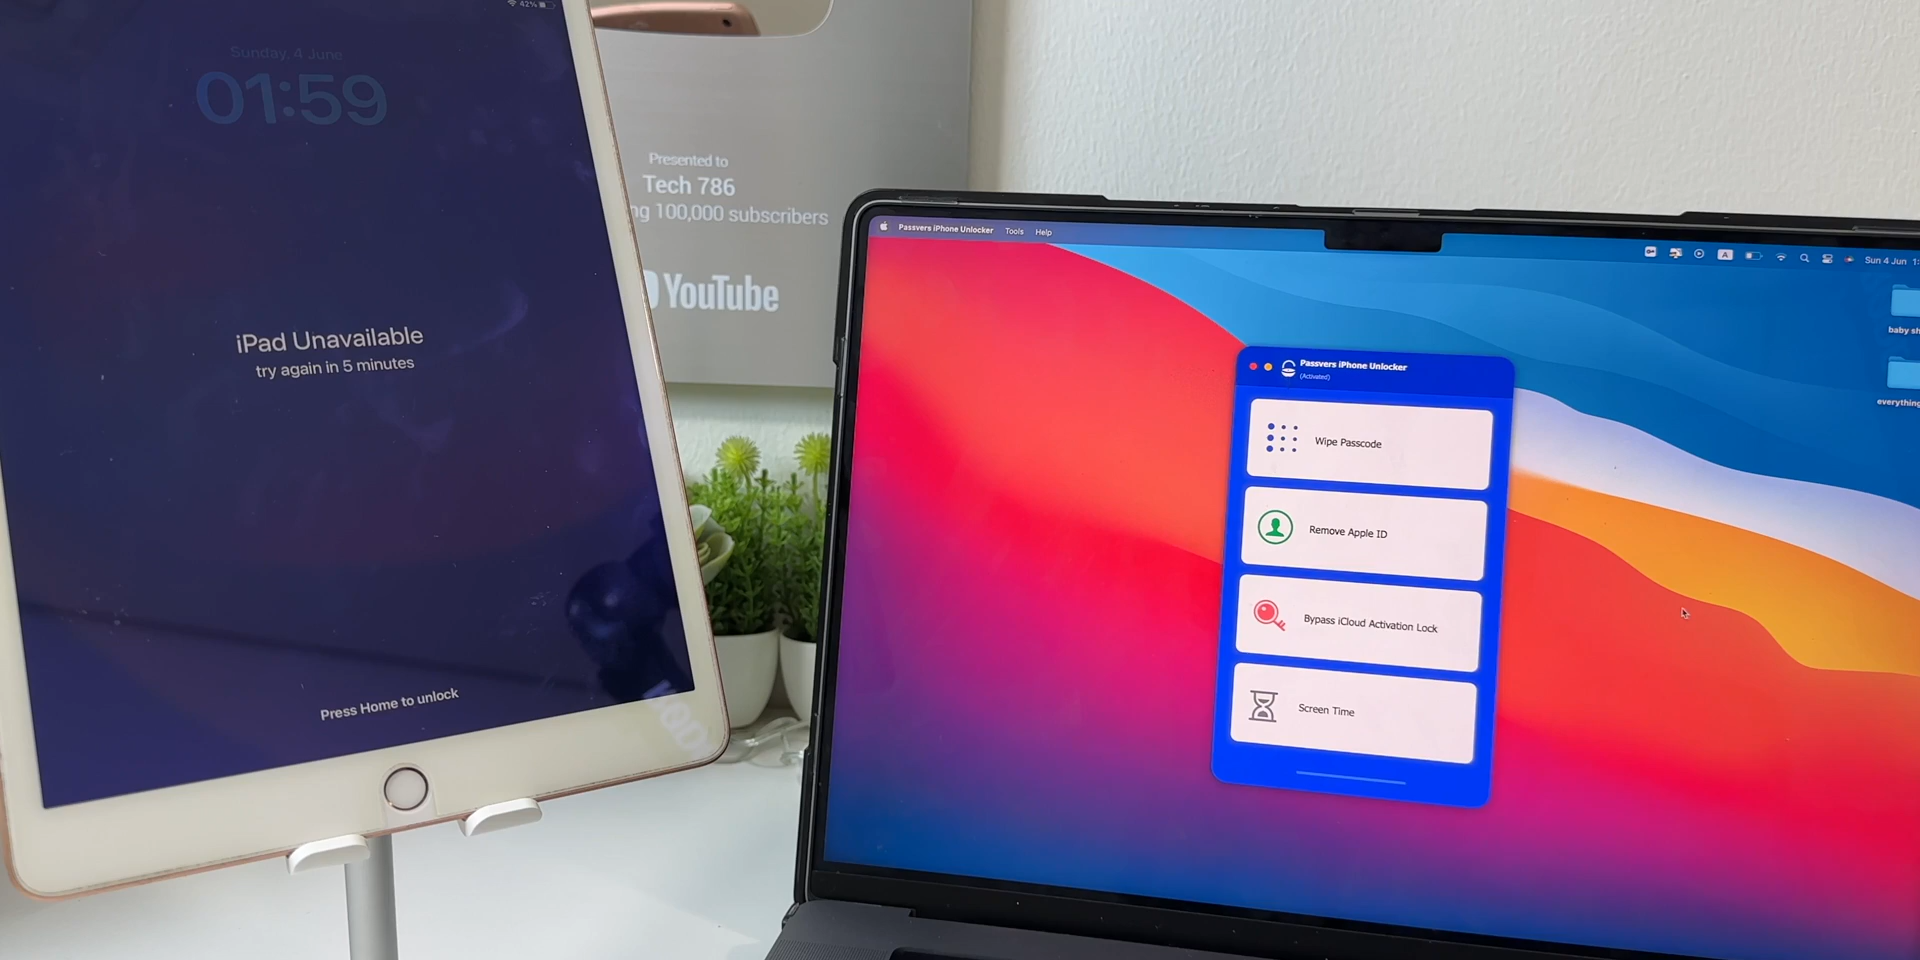 42%
Sunday, 4 June
01:59
iPad Unavailable
try again in 5 minutes
Press Home to unlock
Presented to
Tech 786
ng 100,000 subscribers
YouTube
Passvers iPhone Unlocker Tools Help
A
Sun 4 Jun 1:
baby sh
everything
Passvers iPhone Unlocker
(Activated)
Wipe Passcode
Remove Apple ID
Bypass iCloud Activation Lock
Screen Time